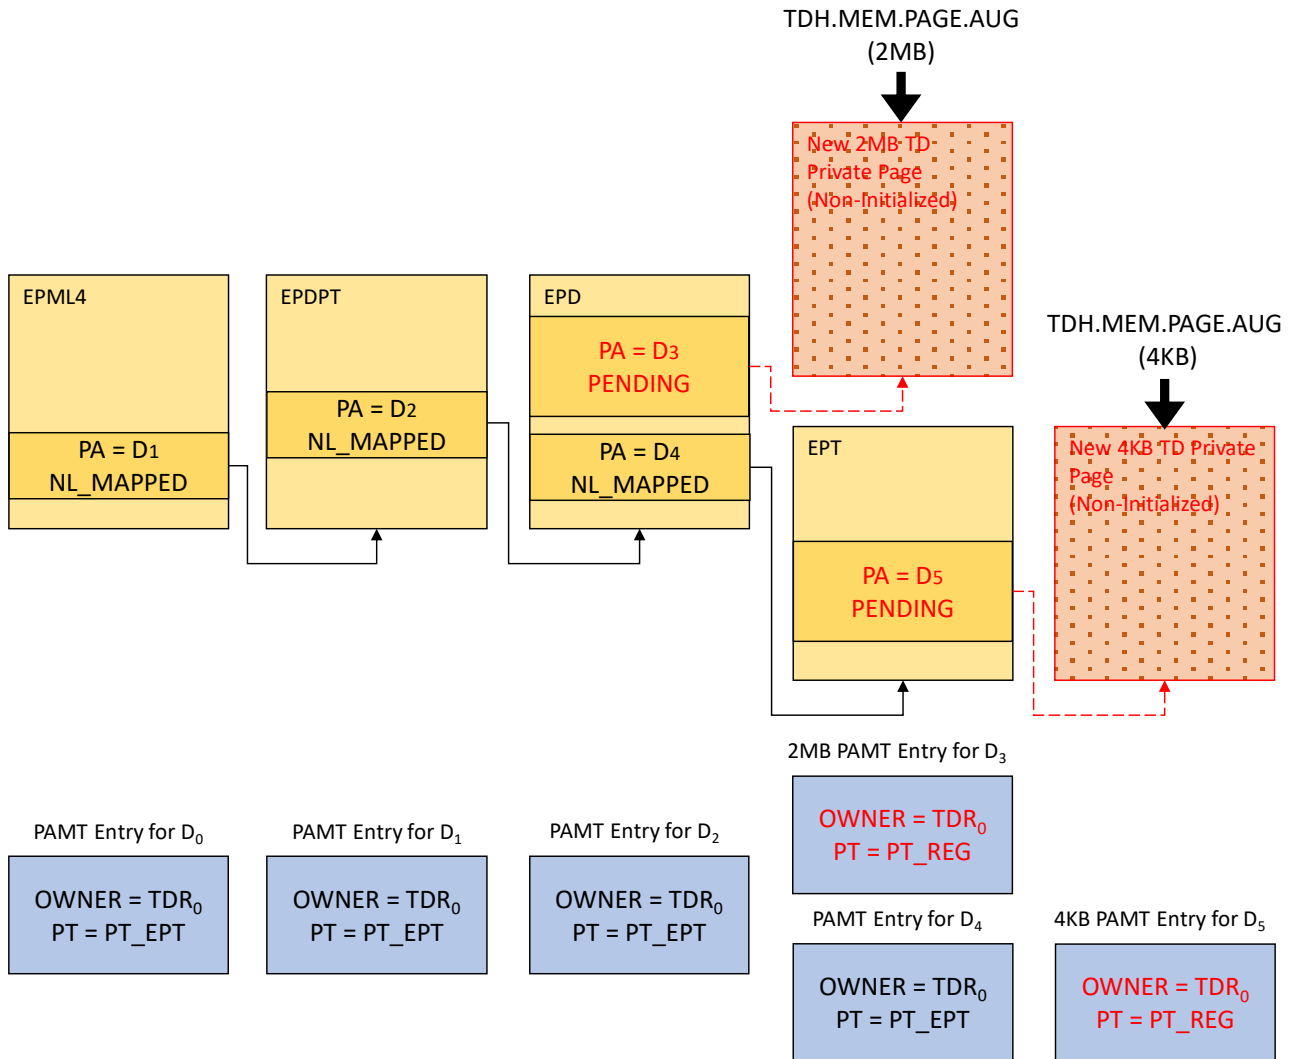 TDH.MEM.PAGE.AUG
(2MB)
New 2MB TD
Private Page
(Non-Initialized)
EPML4
PA = D1
NL_MAPPED
EPDPT
PA = D2
NL_MAPPED
EPD
PA = D3
PENDING
PA = D4
NL_MAPPED
TDH.MEM.PAGE.AUG
(4KB)
EPT
PA = D5
PENDING
New 4KB TD Private
Page
(Non-Initialized)
2MB PAMT Entry for D3
OWNER = TDR0
PT = PT_REG
PAMT Entry for D0
OWNER = TDR0
PT = PT_EPT
PAMT Entry for D1
OWNER = TDR0
PT = PT_EPT
PAMT Entry for D2
OWNER = TDR0
PT = PT_EPT
PAMT Entry for D4
OWNER = TDR0
PT = PT_EPT
4KB PAMT Entry for D5
OWNER = TDR0
PT = PT_REG